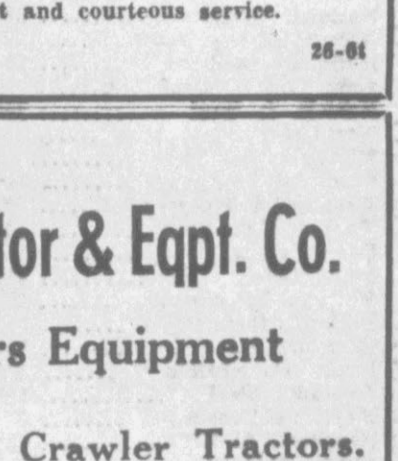 t and courteous service.
26-6t
tor & Eqpt. Co.
rs Equipment
Crawler Tractors.